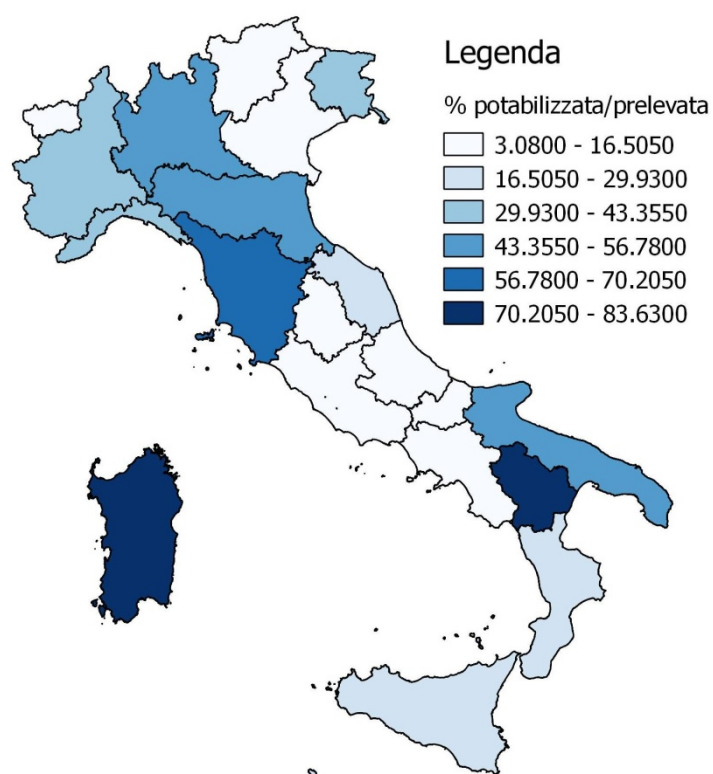 Legenda
% potabilizzata/prelevata
3.0800 - 16.5050
16.5050 - 29.9300
29.9300 - 43.3550
43.3550 - 56.7800
56.7800 - 70.2050
70.2050 - 83.6300